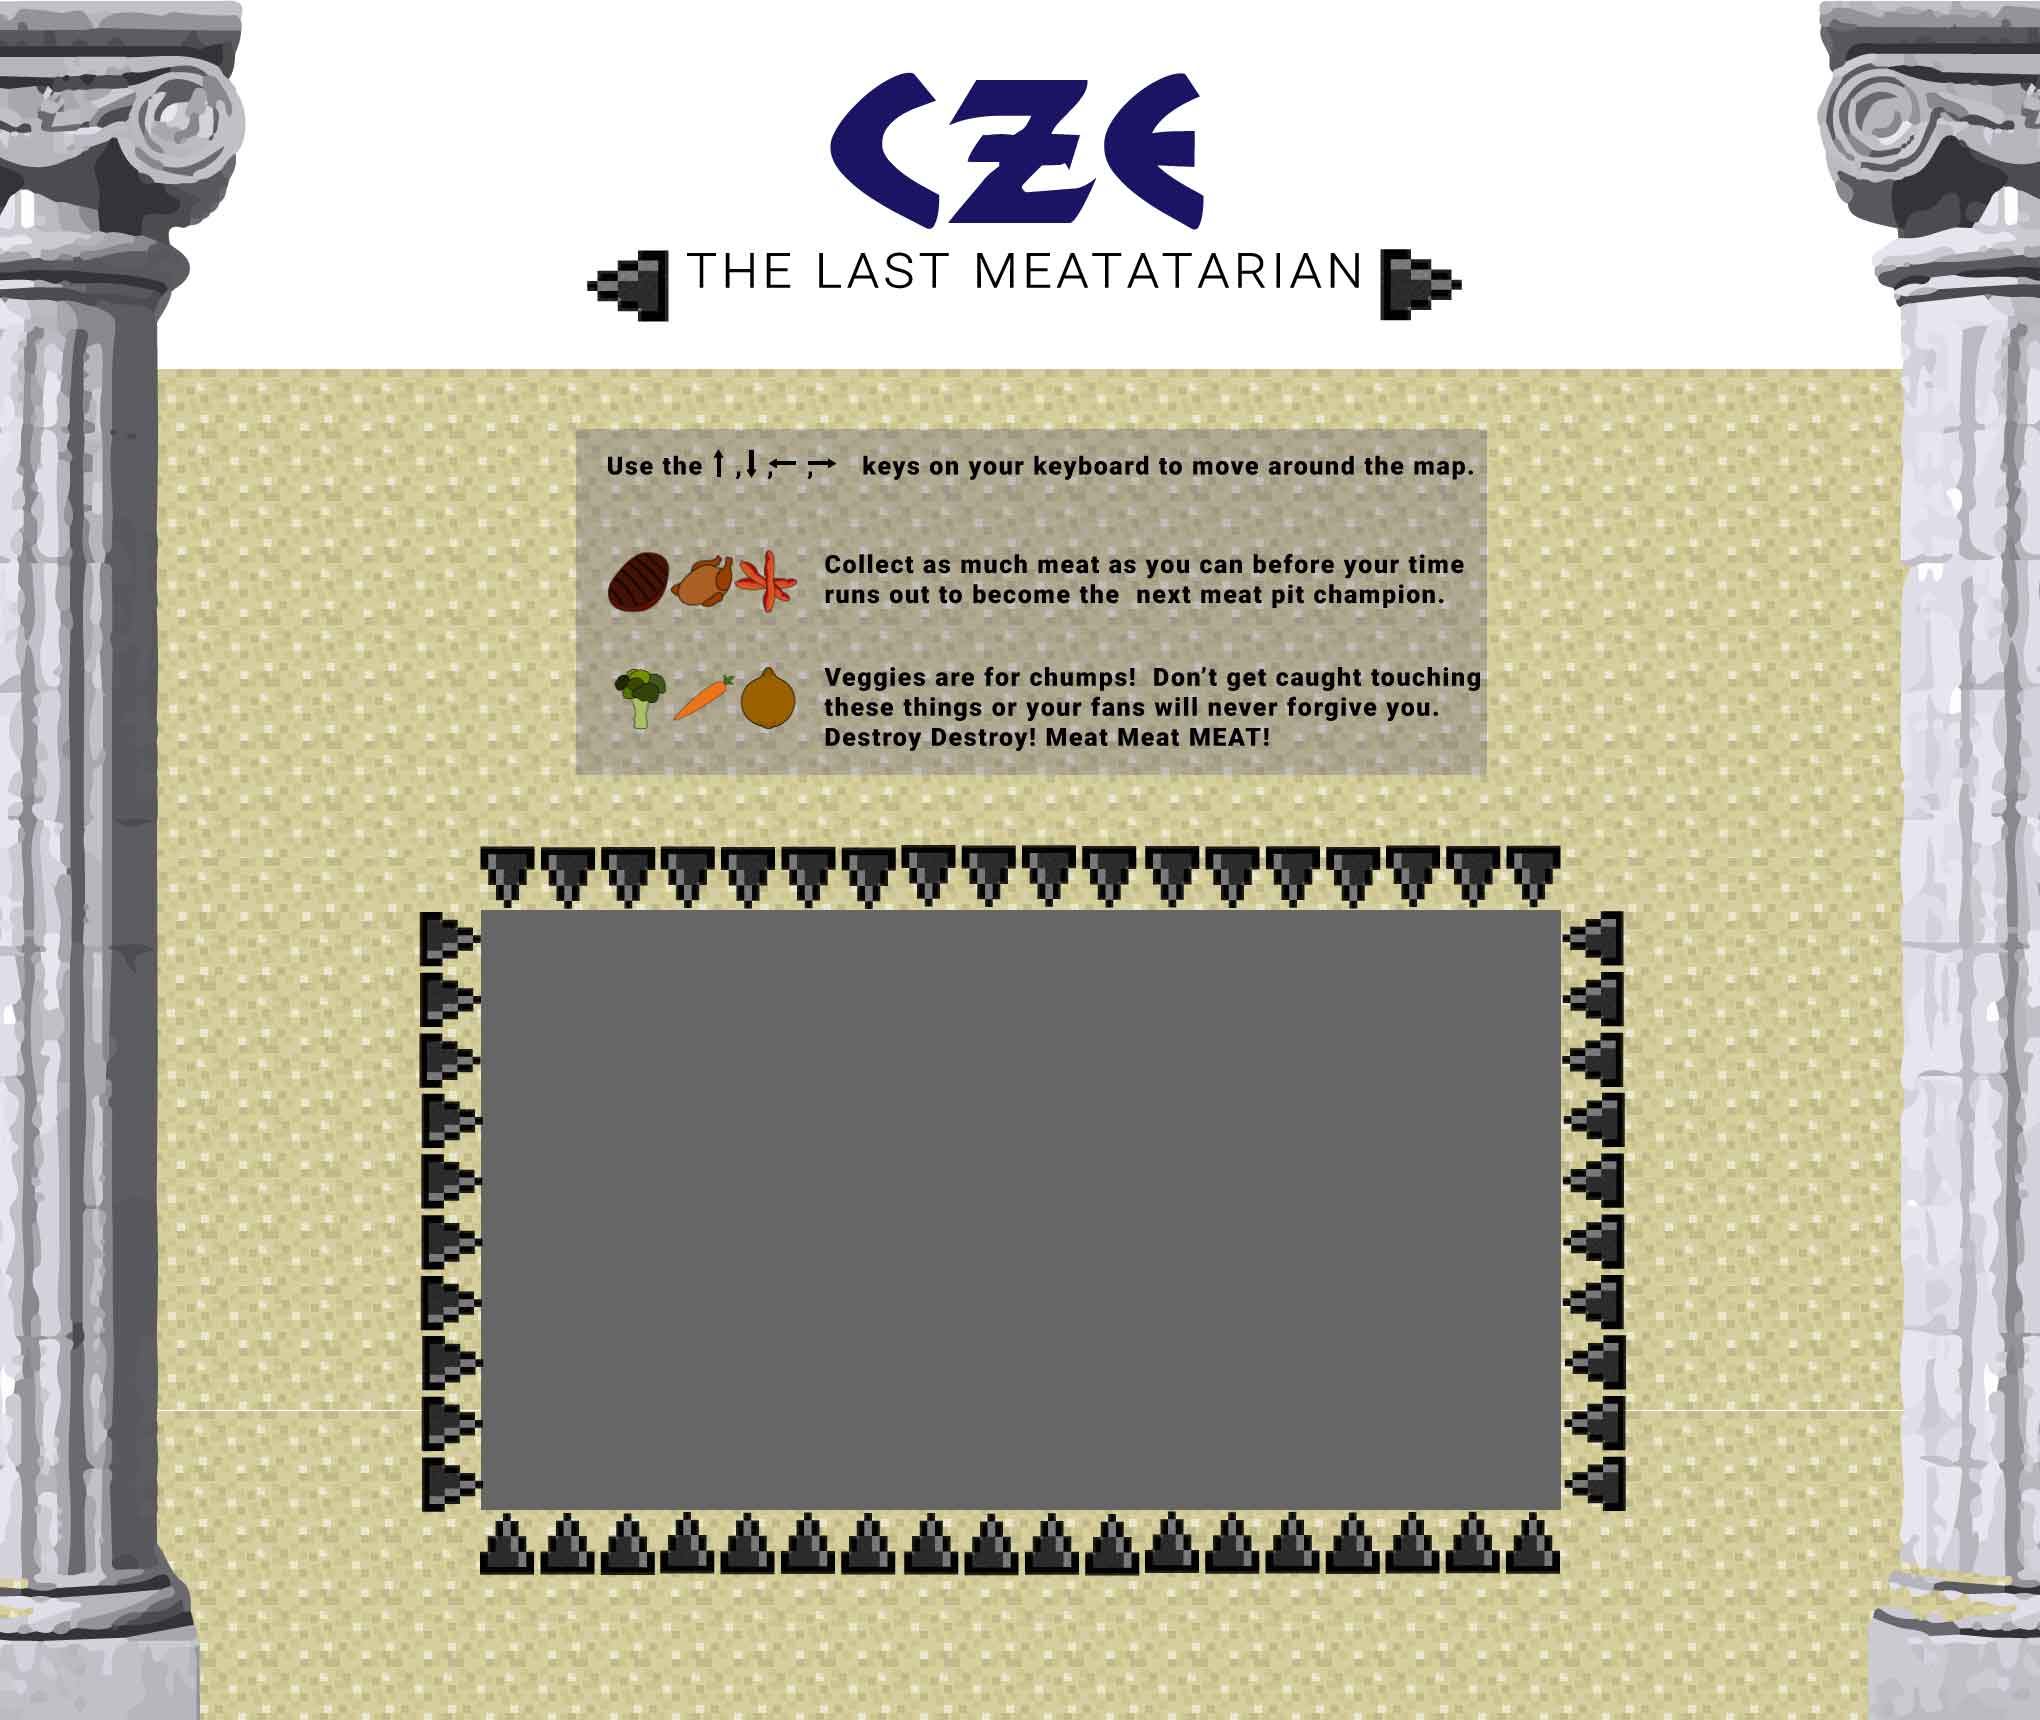 CZE
THE LAST MEATATARIAN
Use the ↑ ,↓ ,← ,→ keys on your keyboard to move around the map.
Collect as much meat as you can before your time
runs out to become the  next meat pit champion.
Veggies are for chumps!  Don’t get caught touching
these things or your fans will never forgive you.
Destroy Destroy! Meat Meat MEAT!